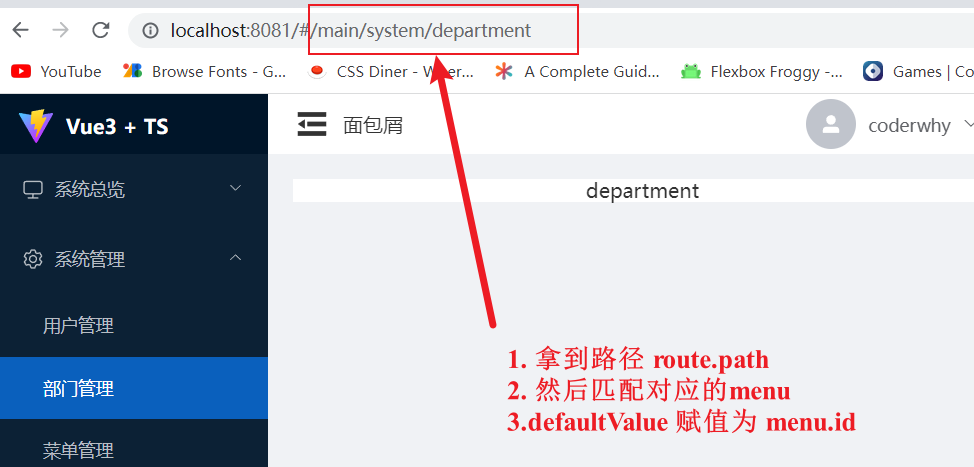 localhost:8081/#/main/system/department
YouTube
Browse Fonts - G...
CSS Diner - W
er...
A Complete Guid...
Flexbox Froggy -...
Games | Co
Vue3 + TS
面包屑
coderwhy
系统总览
department
系统管理
用户管理
1. 拿到路径 route.path
部门管理
2. 然后匹配对应的menu
3.defaultValue 赋值为 menu.id
菜单管理